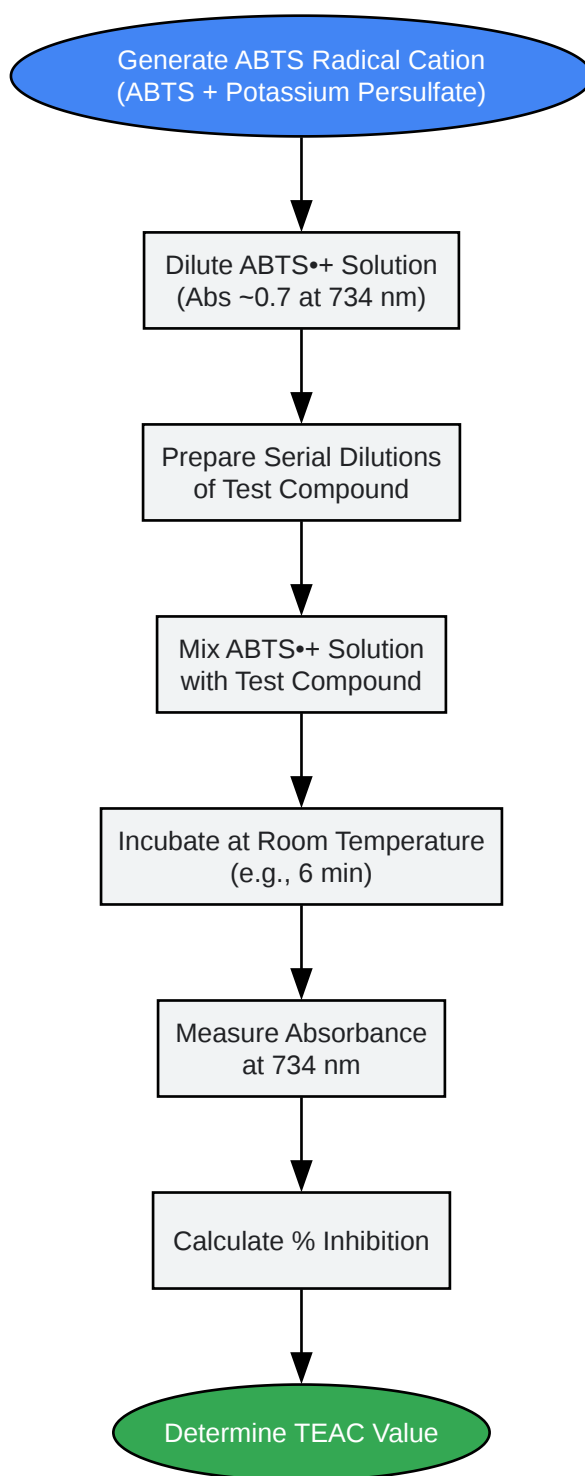 Generate ABTS Radical Cation
(ABTS + Potassium Persulfate)
Dilute ABTS•+ Solution
(Abs ~0.7 at 734 nm)
Prepare Serial Dilutions
of Test Compound
Mix ABTS•+ Solution
with Test Compound
Incubate at Room Temperature
(e.g., 6 min)
Measure Absorbance
at 734 nm
Calculate % Inhibition
Determine TEAC Value